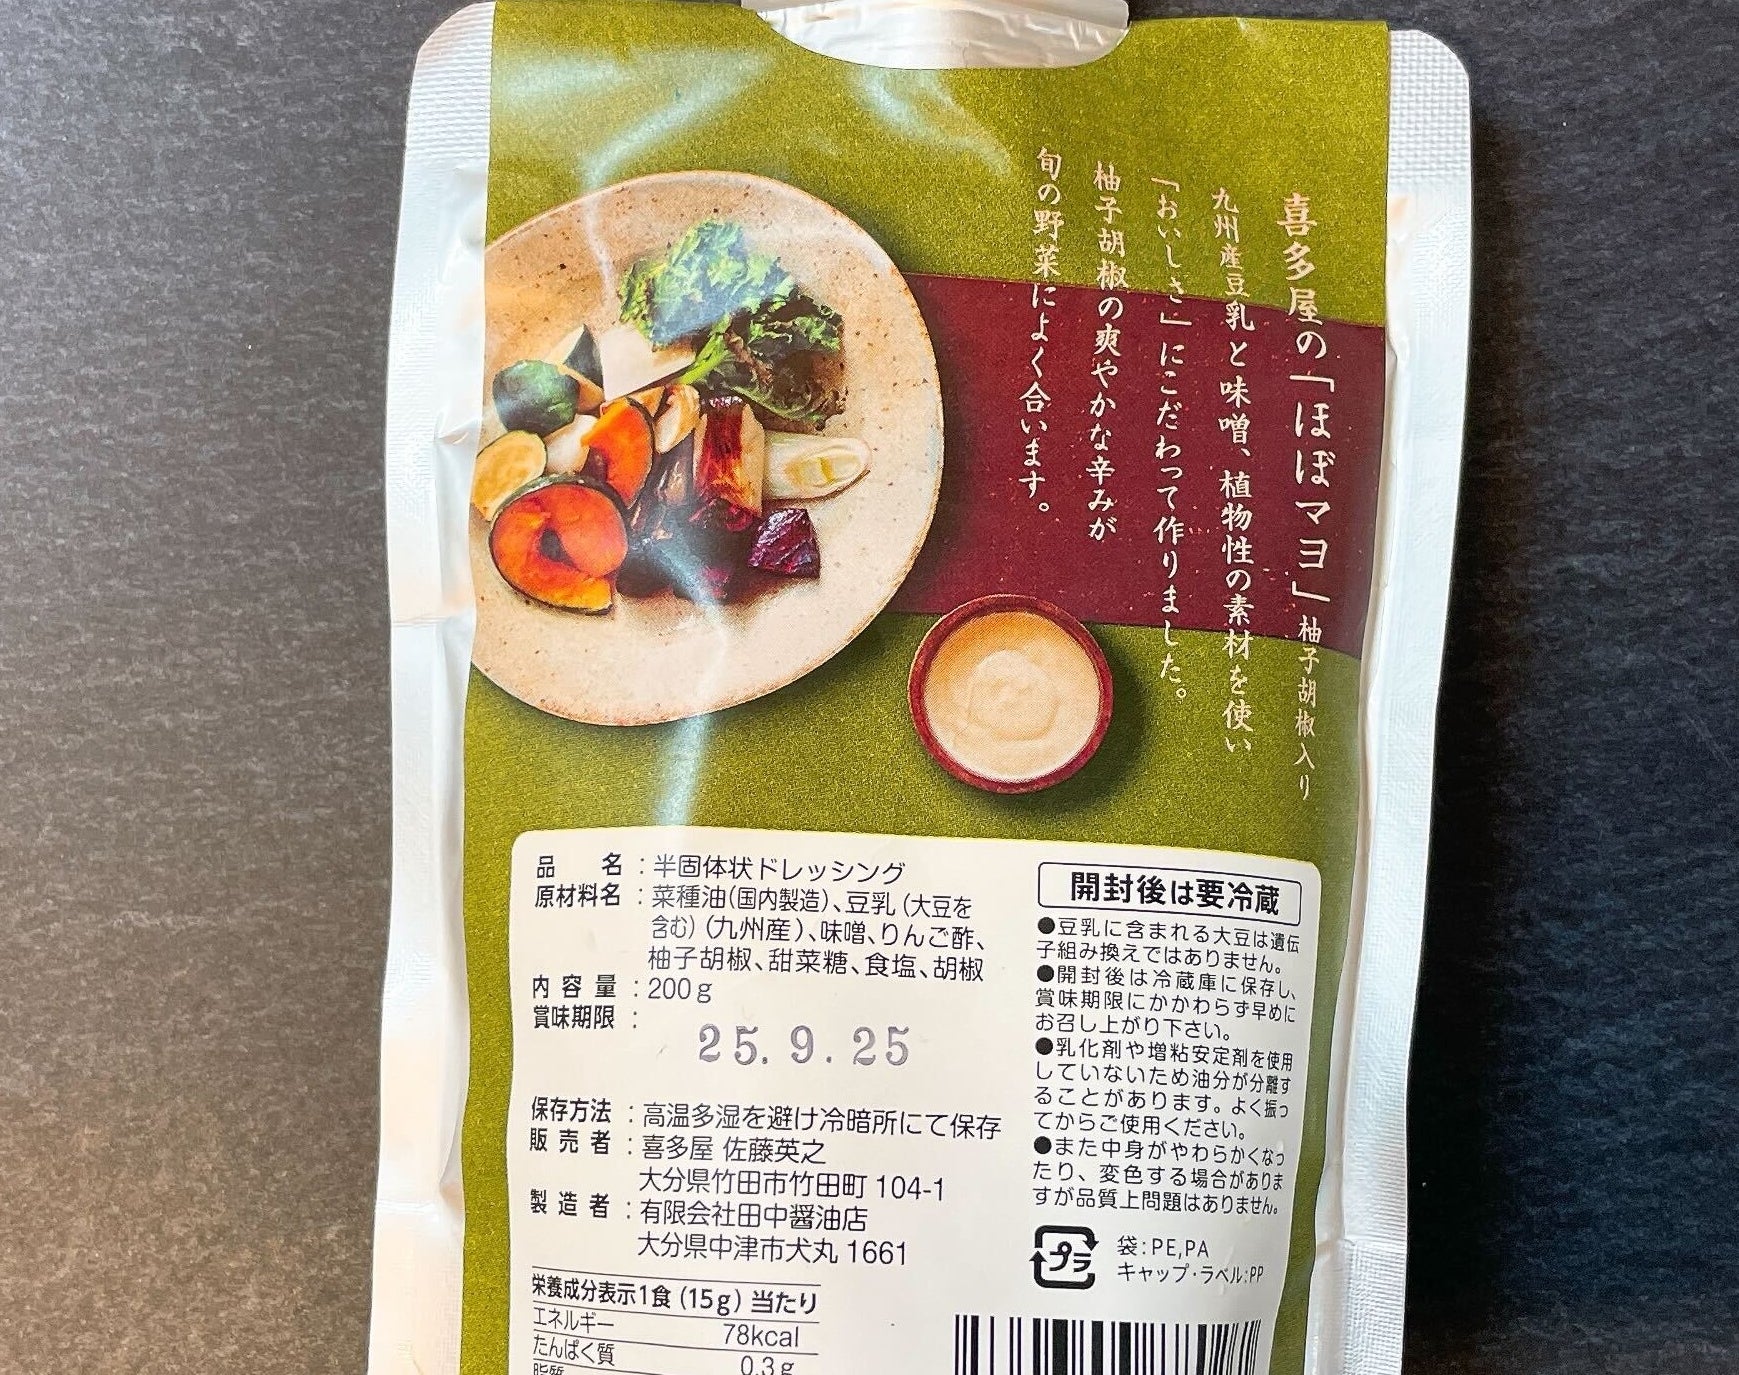 喜多屋の「ほぼマヨ」柚子胡椒入り
九州産豆乳と味噌、植物性の素材を使い
「おいしさ」にこだわって作りました。
柚子胡椒の爽やかな辛みが
旬の野菜によく合います。
品名：半固体状ドレッシング
原材料名：菜種油(国内製造)、豆乳(大豆を
含む)(九州産)、味噌、りんご酢、
柚子胡椒、甜菜糖、食塩、胡椒
内容量：200g
賞味期限：
25.9.25
保存方法：高温多湿を避け冷暗所にて保存
販売者：喜多屋 佐藤英之
大分県竹田市竹田町 104-1
製造者：有限会社田中醤油店
大分県中津市犬丸 1661
栄養成分表示1食(15g)当たり
エネルギー 78kcal
たんぱく質 0.3g
脂質
開封後は要冷蔵
●豆乳に含まれる大豆は遺伝
子組み換えではありません。
●開封後は冷蔵庫に保存し、
賞味期限にかかわらず早めに
お召し上がり下さい。
●乳化剤や増粘安定剤を使用
していないため油分が分離す
ることがあります。よく振っ
てからご使用ください。
●また中身がやわらかくなっ
たり、変色する場合がありま
すが品質上問題はありません。
プラ
袋:PE,PA
キャップ・ラベル:PP